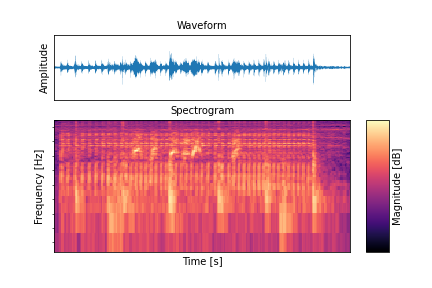 Waveform
Amplitude
Spectrogram
Frequency [Hz]
Magnitude [dB]
Time [s]